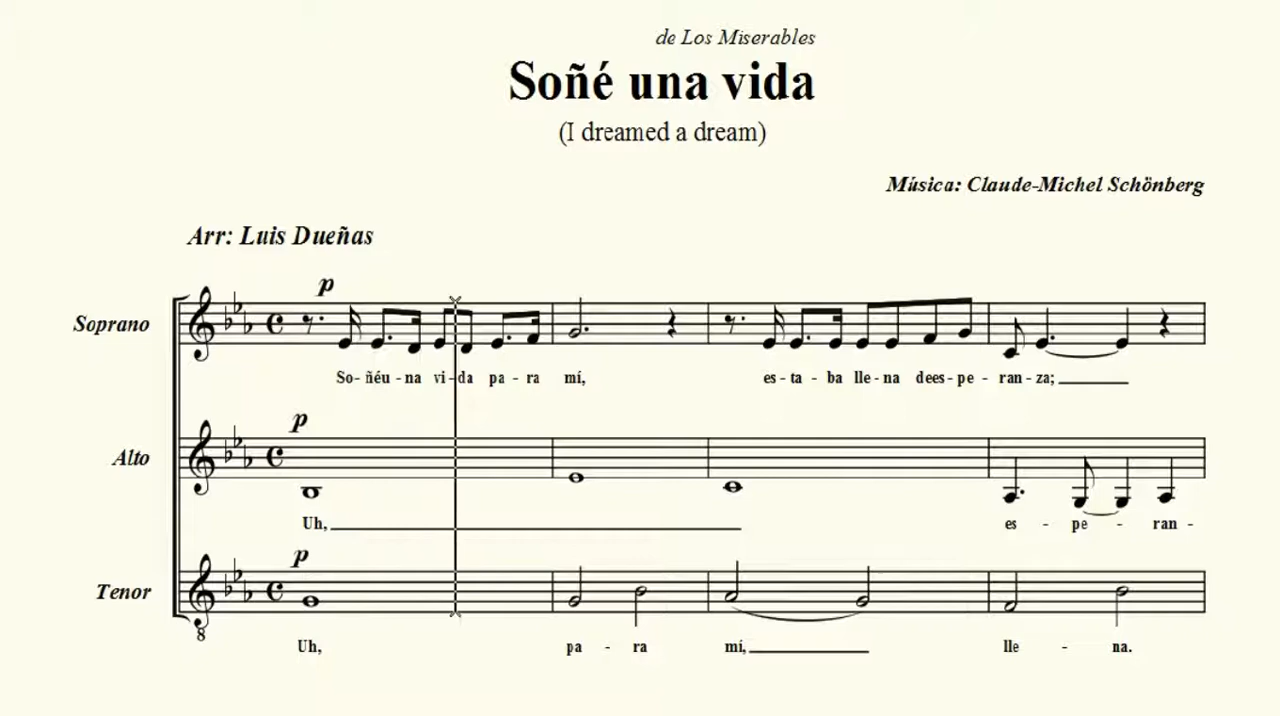 de Los Miserables
Soñé una vida
(I dreamed a dream)
Música: Claude-Michel Schönberg
Arr: Luis Dueñas
p
Soprano
So- ñéu - na vi - da pa - ra mí, es - ta - ba lle - na dees - pe - ran - za;
p
Alto
Uh, es - pe - ran -
p
Tenor
8
Uh, pa - ra mí, lle - na.